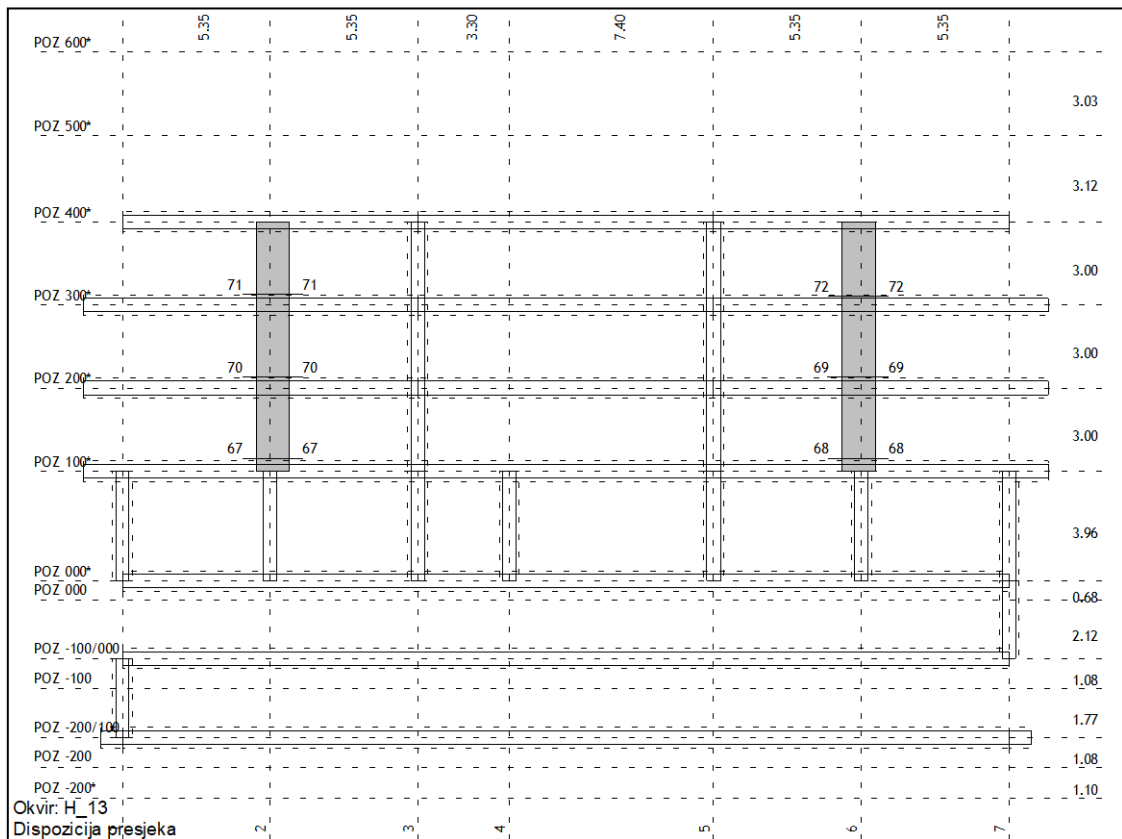 5.35 5.35 3.30 7.40 5.35 5.35
POZ 600*
3.03
POZ 500*
3.12
POZ 400*
3.00
71 71 72 72
POZ 300*
3.00
70 70 69 69
POZ 200*
3.00
67 67 68 68
POZ 100*
3.96
POZ 000*
POZ 000
0.68
2.12
POZ -100/000
POZ -100
1.08
1.77
POZ -200/100
POZ -200
1.08
POZ -200*
1.10
Okvir: H_13
2 3 4 5 6 7
Dispozicija presjeka